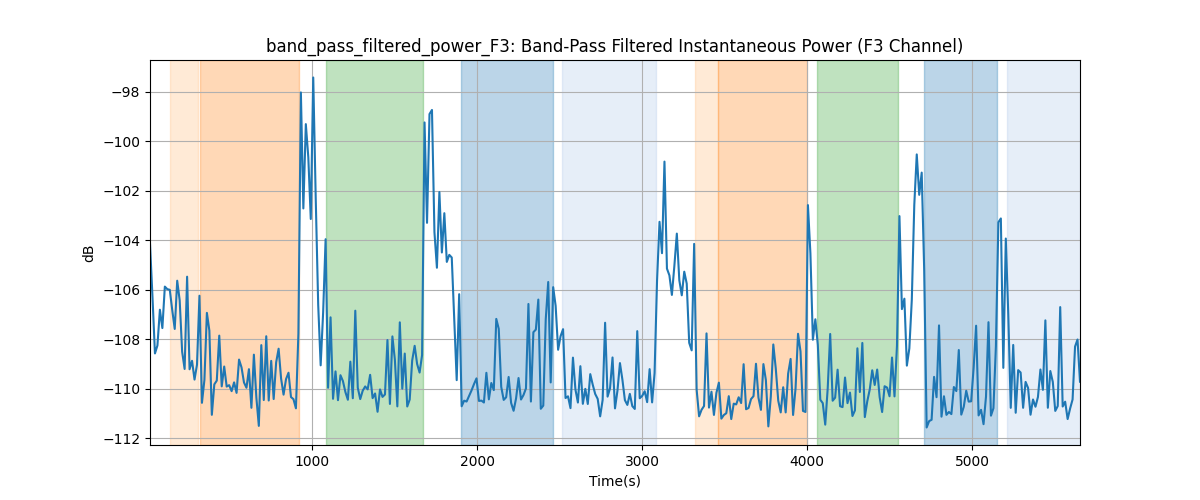 band_pass_filtered_power_F3: Band-Pass Filtered Instantaneous Power (F3 Channel)
−98
−100
−102
−104
−106
−108
−110
−112
dB
1000 2000 3000 4000 5000
Time(s)